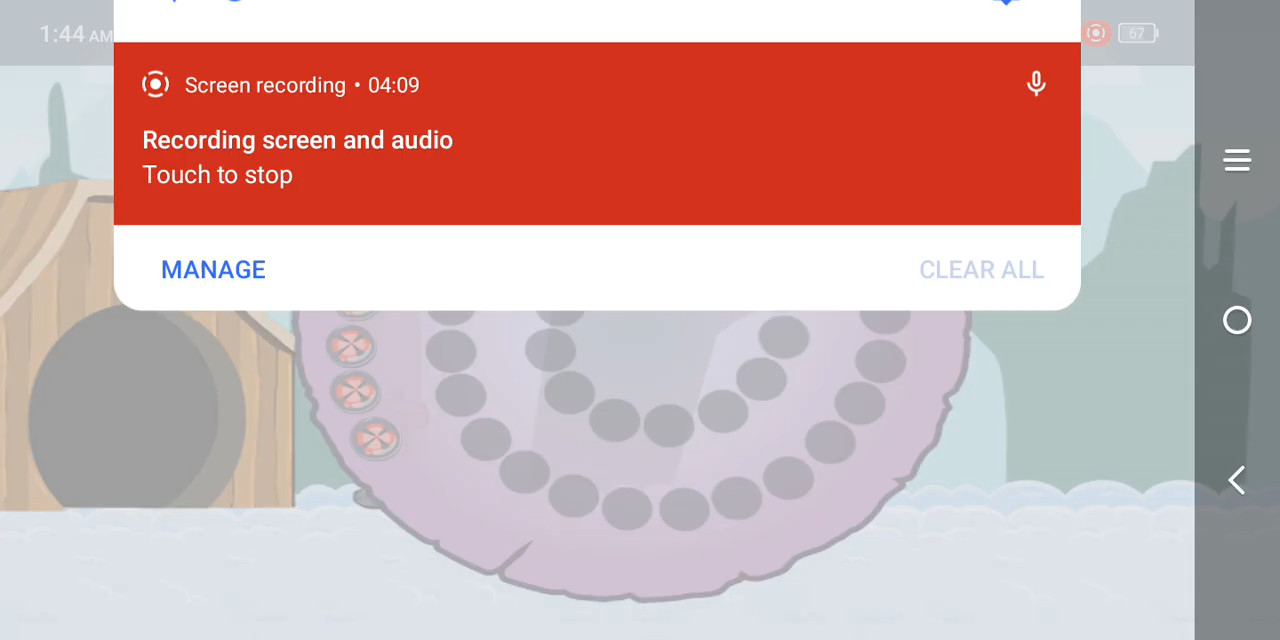 1:44 AM
67
Screen recording • 04:09
Recording screen and audio
Touch to stop
MANAGE
CLEAR ALL